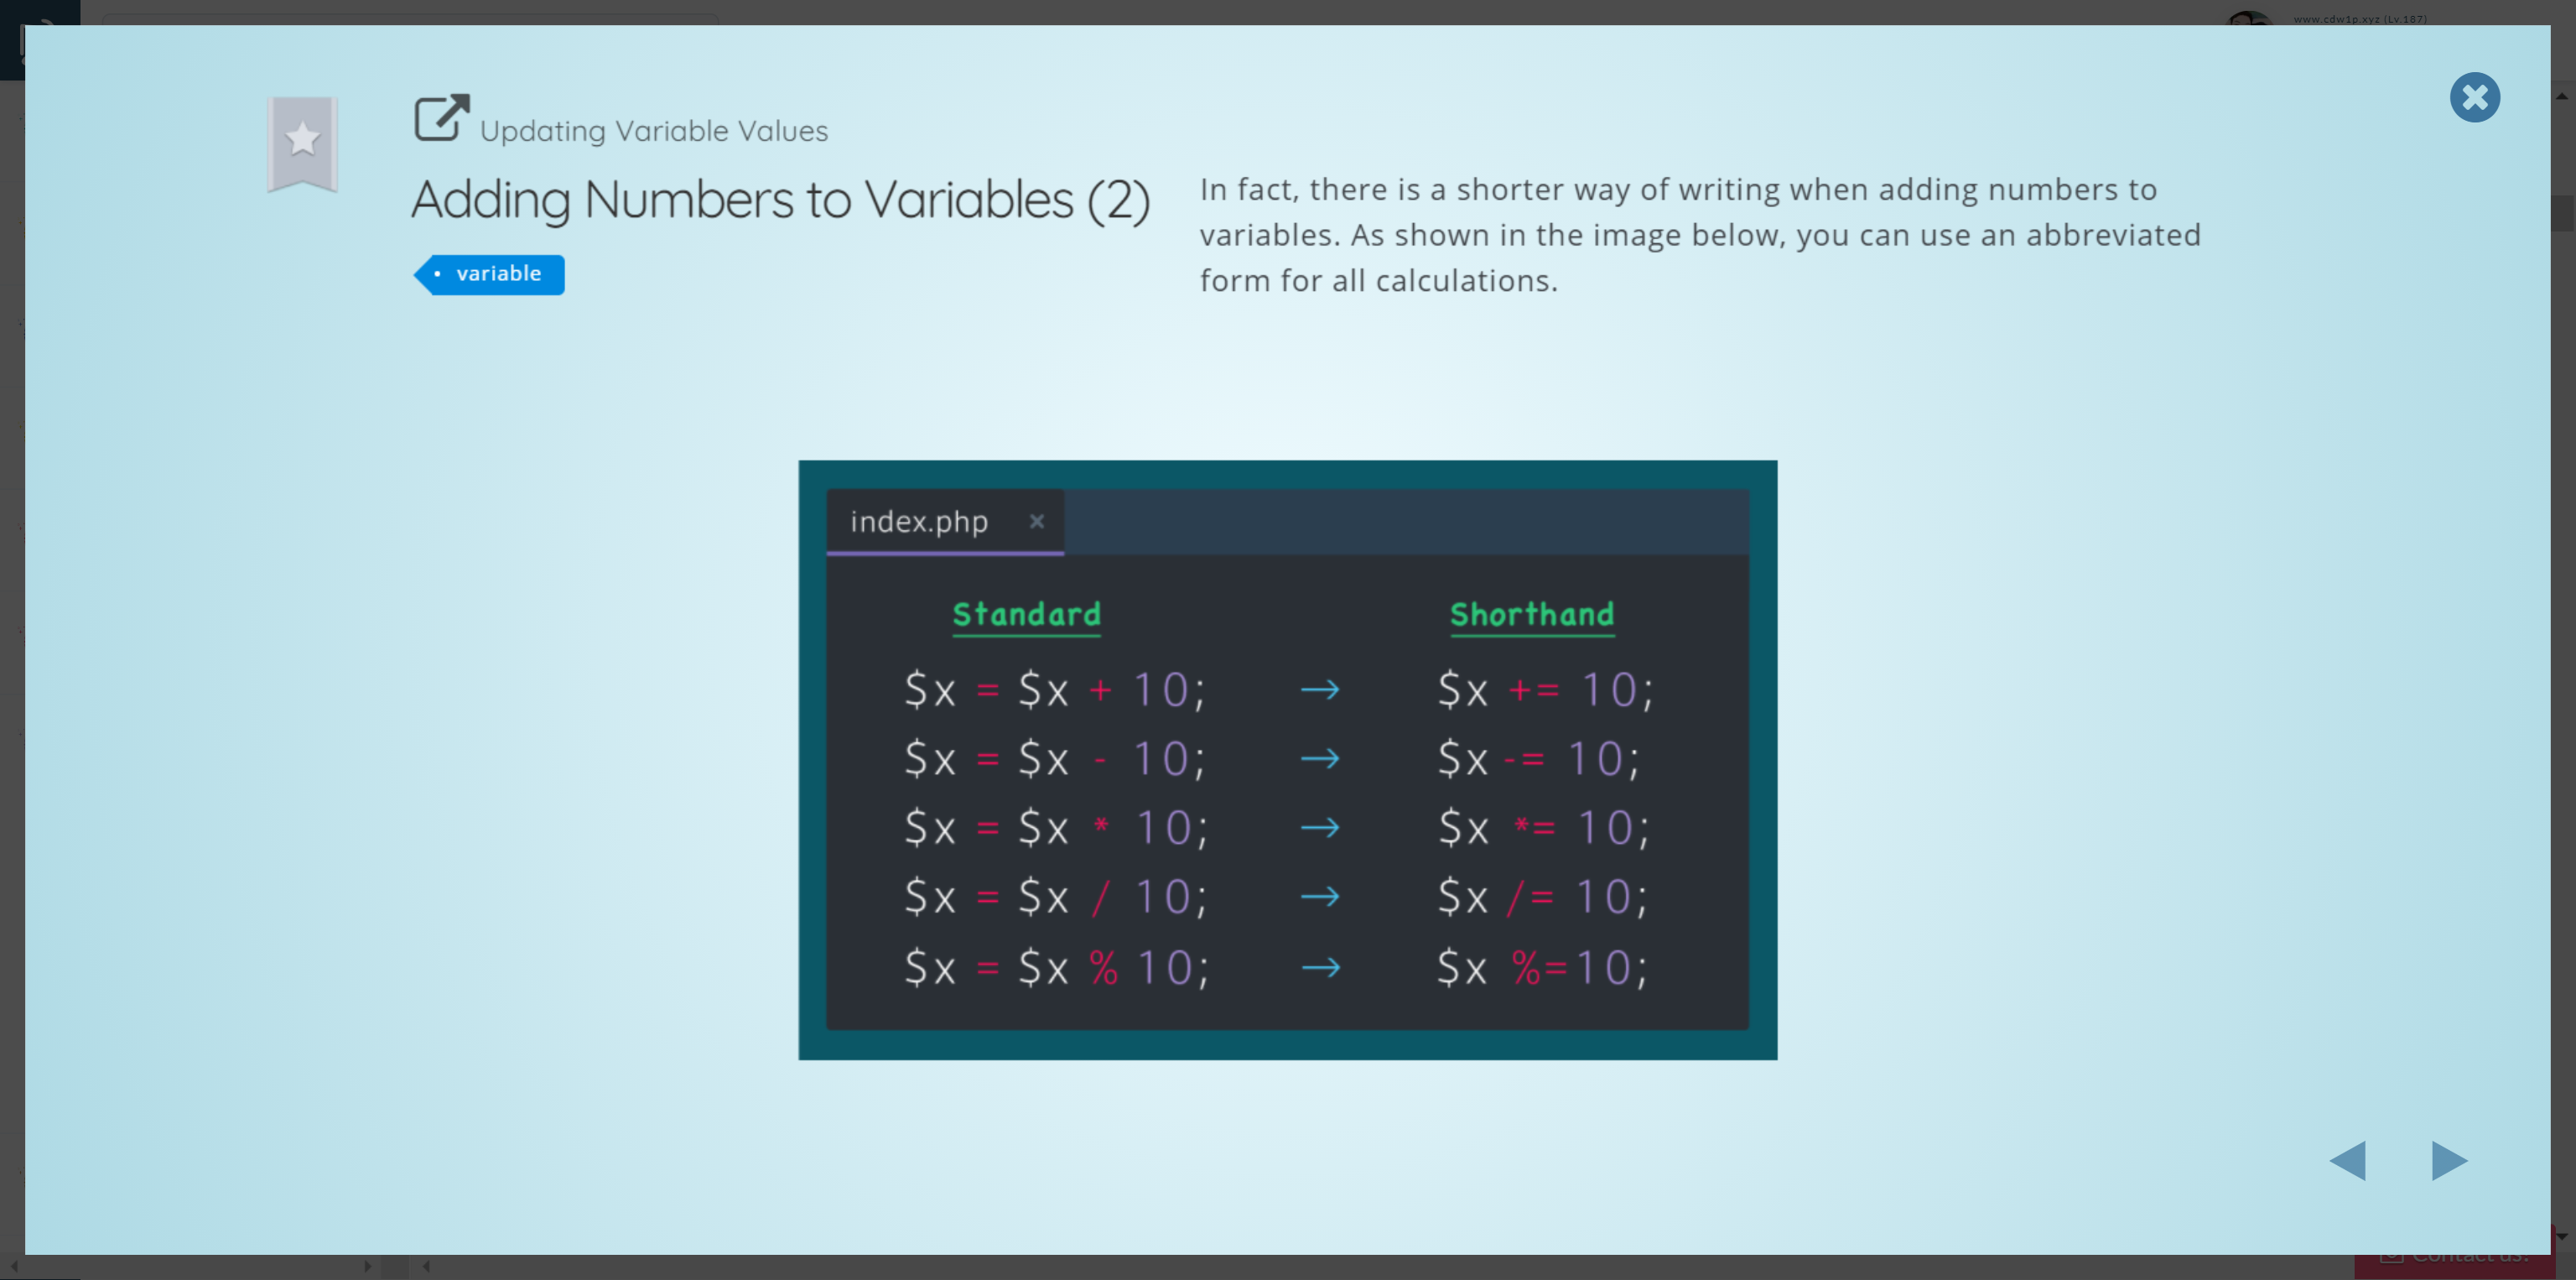 www.cdw1p.xyz (Lv.187)
Updating Variable Values
Adding Numbers to Variables (2)
• variable
In fact, there is a shorter way of writing when adding numbers to
variables. As shown in the image below, you can use an abbreviated
form for all calculations.
index.php ×
Standard Shorthand
$x = $x + 10; → $x += 10;
$x = $x - 10; → $x -= 10;
$x = $x * 10; → $x *= 10;
$x = $x / 10; → $x /= 10;
$x = $x % 10; → $x %= 10;
Contact us!